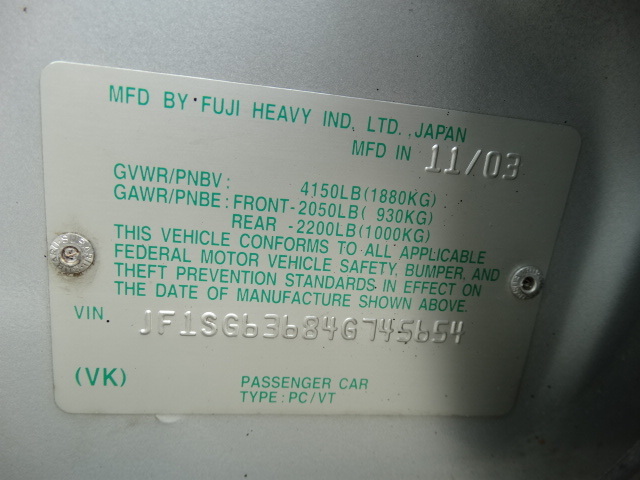 MFD BY FUJI HEAVY IND. LTD., JAPAN
MFD IN 11/03
GVWR/PNBV: 4150LB(1880KG)
GAWR/PNBE: FRONT-2050LB( 930KG)
REAR -2200LB(1000KG)
THIS VEHICLE CONFORMS TO ALL APPLICABLE
FEDERAL MOTOR VEHICLE SAFETY, BUMPER, AND
THEFT PREVENTION STANDARDS IN EFFECT ON
THE DATE OF MANUFACTURE SHOWN ABOVE.
VIN. JF1SG63684G745654
(VK) PASSENGER CAR
TYPE: PC/VT